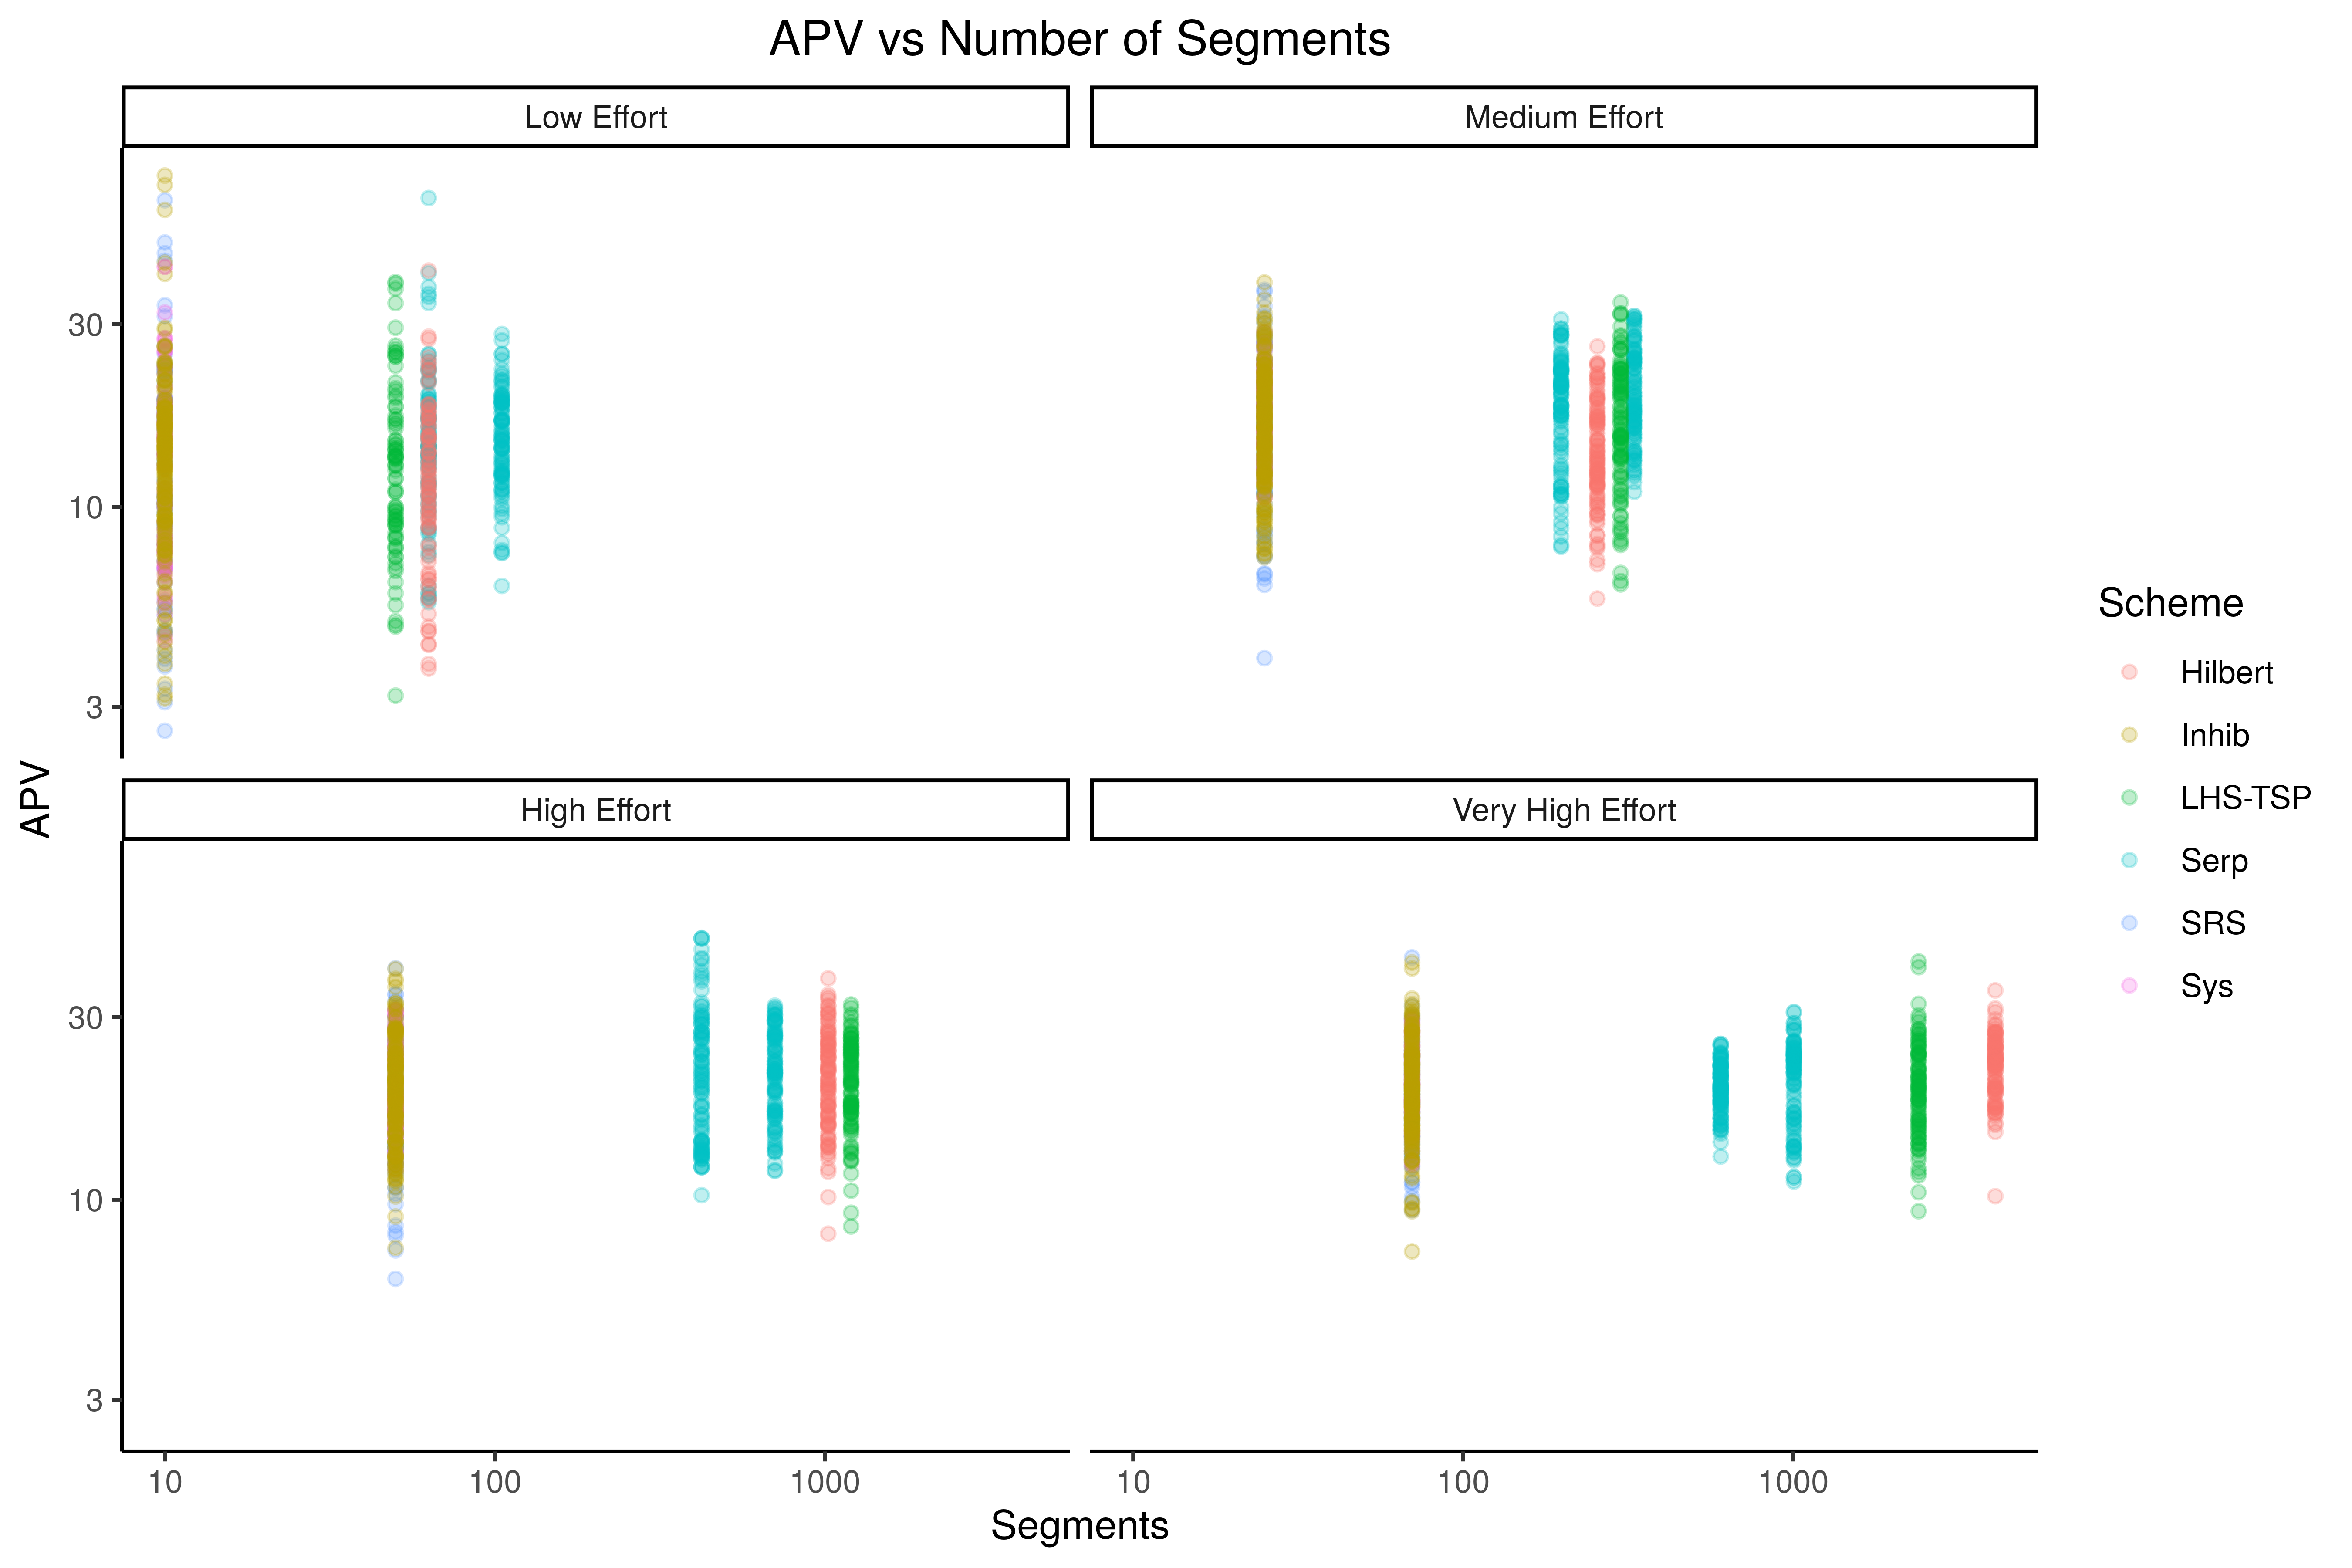 APV vs Number of Segments
Low Effort
Medium Effort
30
10
3
High Effort
Very High Effort
30
10
3
10
100
1000
10
100
1000
Segments
APV
Scheme
Hilbert
Inhib
LHS-TSP
Serp
SRS
Sys